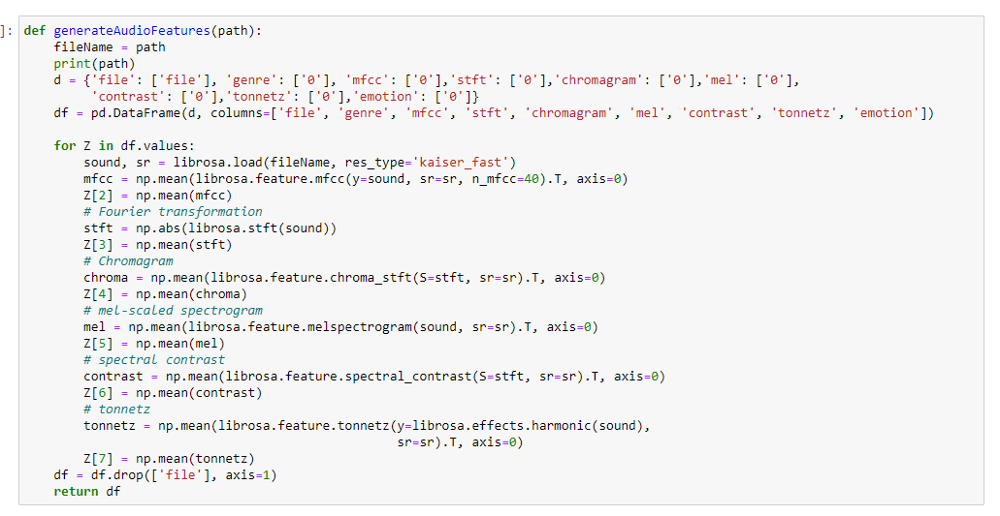 ]: def generateAudioFeatures(path):
    fileName = path
    print(path)
    d = {'file': ['file'], 'genre': ['0'], 'mfcc': ['0'],'stft': ['0'],'chromagram': ['0'],'mel': ['0'],
         'contrast': ['0'],'tonnetz': ['0'],'emotion': ['0']}
    df = pd.DataFrame(d, columns=['file', 'genre', 'mfcc', 'stft', 'chromagram', 'mel', 'contrast', 'tonnetz', 'emotion'])

    for Z in df.values:
        sound, sr = librosa.load(fileName, res_type='kaiser_fast')
        mfcc = np.mean(librosa.feature.mfcc(y=sound, sr=sr, n_mfcc=40).T, axis=0)
        Z[2] = np.mean(mfcc)
        # Fourier transformation
        stft = np.abs(librosa.stft(sound))
        Z[3] = np.mean(stft)
        # Chromagram
        chroma = np.mean(librosa.feature.chroma_stft(S=stft, sr=sr).T, axis=0)
        Z[4] = np.mean(chroma)
        # mel-scaled spectrogram
        mel = np.mean(librosa.feature.melspectrogram(sound, sr=sr).T, axis=0)
        Z[5] = np.mean(mel)
        # spectral contrast
        contrast = np.mean(librosa.feature.spectral_contrast(S=stft, sr=sr).T, axis=0)
        Z[6] = np.mean(contrast)
        # tonnetz
        tonnetz = np.mean(librosa.feature.tonnetz(y=librosa.effects.harmonic(sound),
                                                  sr=sr).T, axis=0)
        Z[7] = np.mean(tonnetz)
    df = df.drop(['file'], axis=1)
    return df